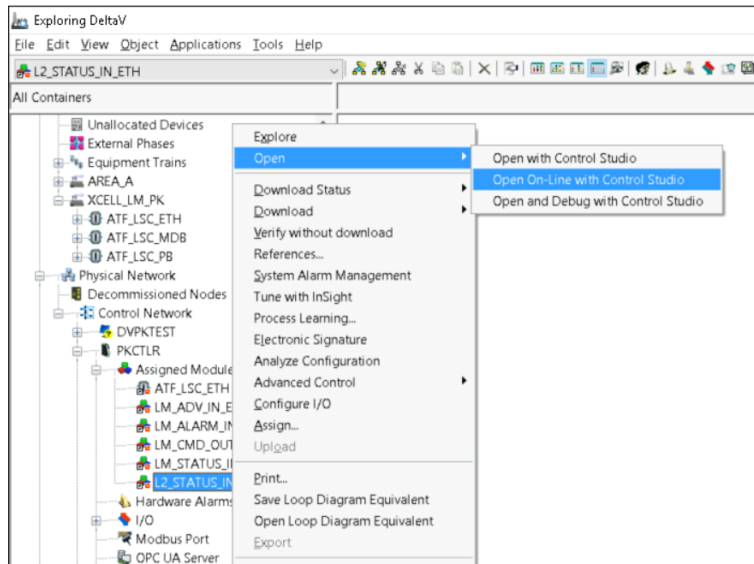 Exploring DeltaV
File Edit View Object Applications Tools Help
L2_STATUS_IN_ETH
All Containers
Unallocated Devices
External Phases
Equipment Trains
AREA_A
XCELL_LM_PK
ATF_LSC_ETH
ATF_LSC_MDB
ATF_LSC_PB
Physical Network
Decommissioned Nodes
Control Network
DVPKTEST
PKCTLR
Assigned Module
ATF_LSC_ETH
LM_ADV_IN_E
LM_ALARM_IN
LM_CMD_OUT
LM_STATUS_I
L2_STATUS_IN
Hardware Alarms
I/O
Modbus Port
OPC UA Server
Explore
Open
Download Status
Download
Verify without download
References...
System Alarm Management
Tune with InSight
Process Learning...
Electronic Signature
Analyze Configuration
Advanced Control
Configure I/O
Assign...
Upload
Print...
Save Loop Diagram Equivalent
Open Loop Diagram Equivalent
Export
Open with Control Studio
Open On-Line with Control Studio
Open and Debug with Control Studio